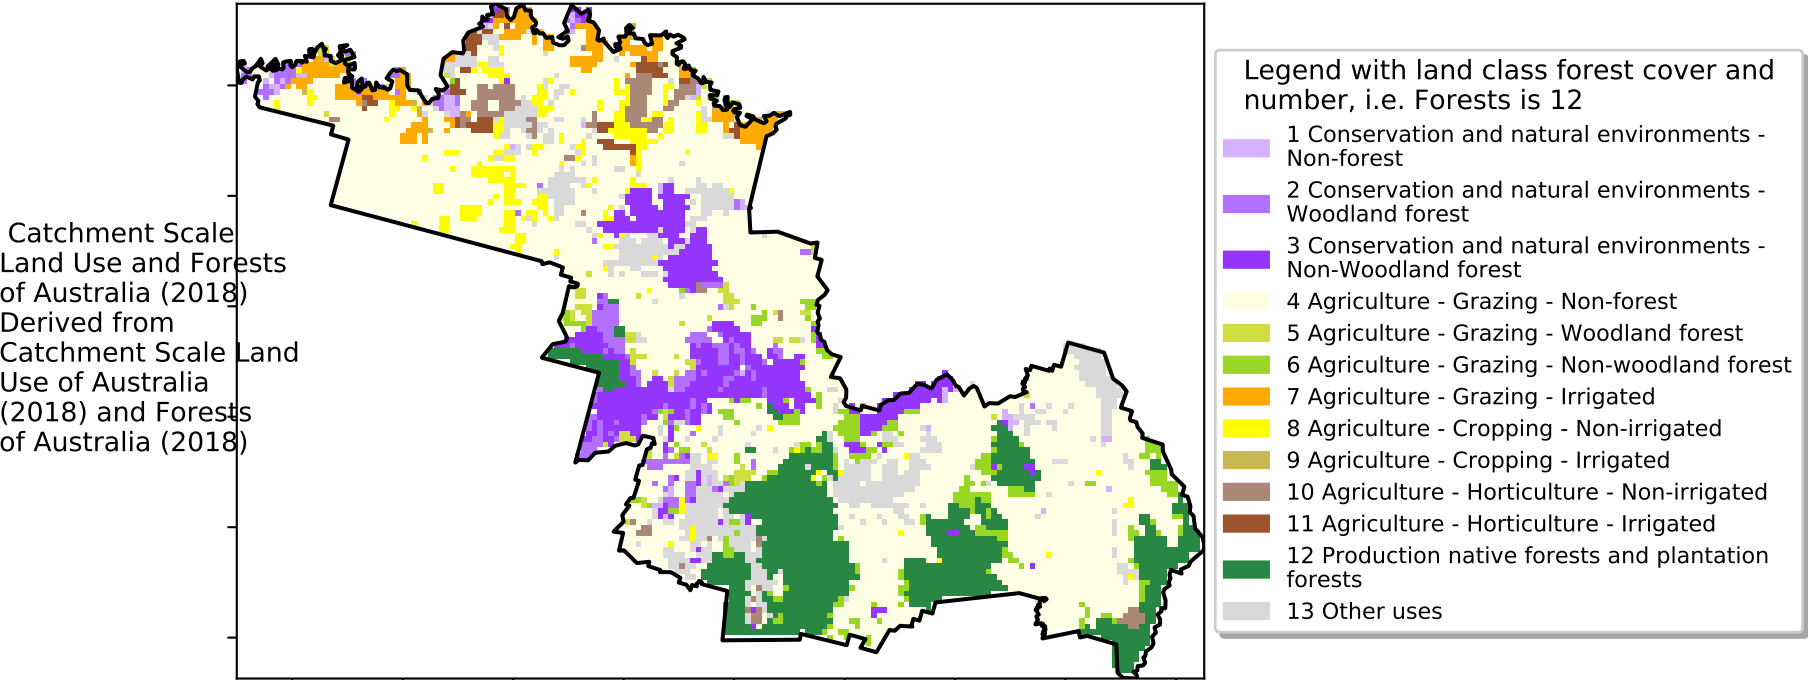 Catchment Scale
Land Use and Forests
of Australia (2018)
Derived from
Catchment Scale Land
Use of Australia
(2018) and Forests
of Australia (2018)
Legend with land class forest cover and
number, i.e. Forests is 12
1 Conservation and natural environments -
Non-forest
2 Conservation and natural environments -
Woodland forest
3 Conservation and natural environments -
Non-Woodland forest
4 Agriculture - Grazing - Non-forest
5 Agriculture - Grazing - Woodland forest
6 Agriculture - Grazing - Non-woodland forest
7 Agriculture - Grazing - Irrigated
8 Agriculture - Cropping - Non-irrigated
9 Agriculture - Cropping - Irrigated
10 Agriculture - Horticulture - Non-irrigated
11 Agriculture - Horticulture - Irrigated
12 Production native forests and plantation
forests
13 Other uses